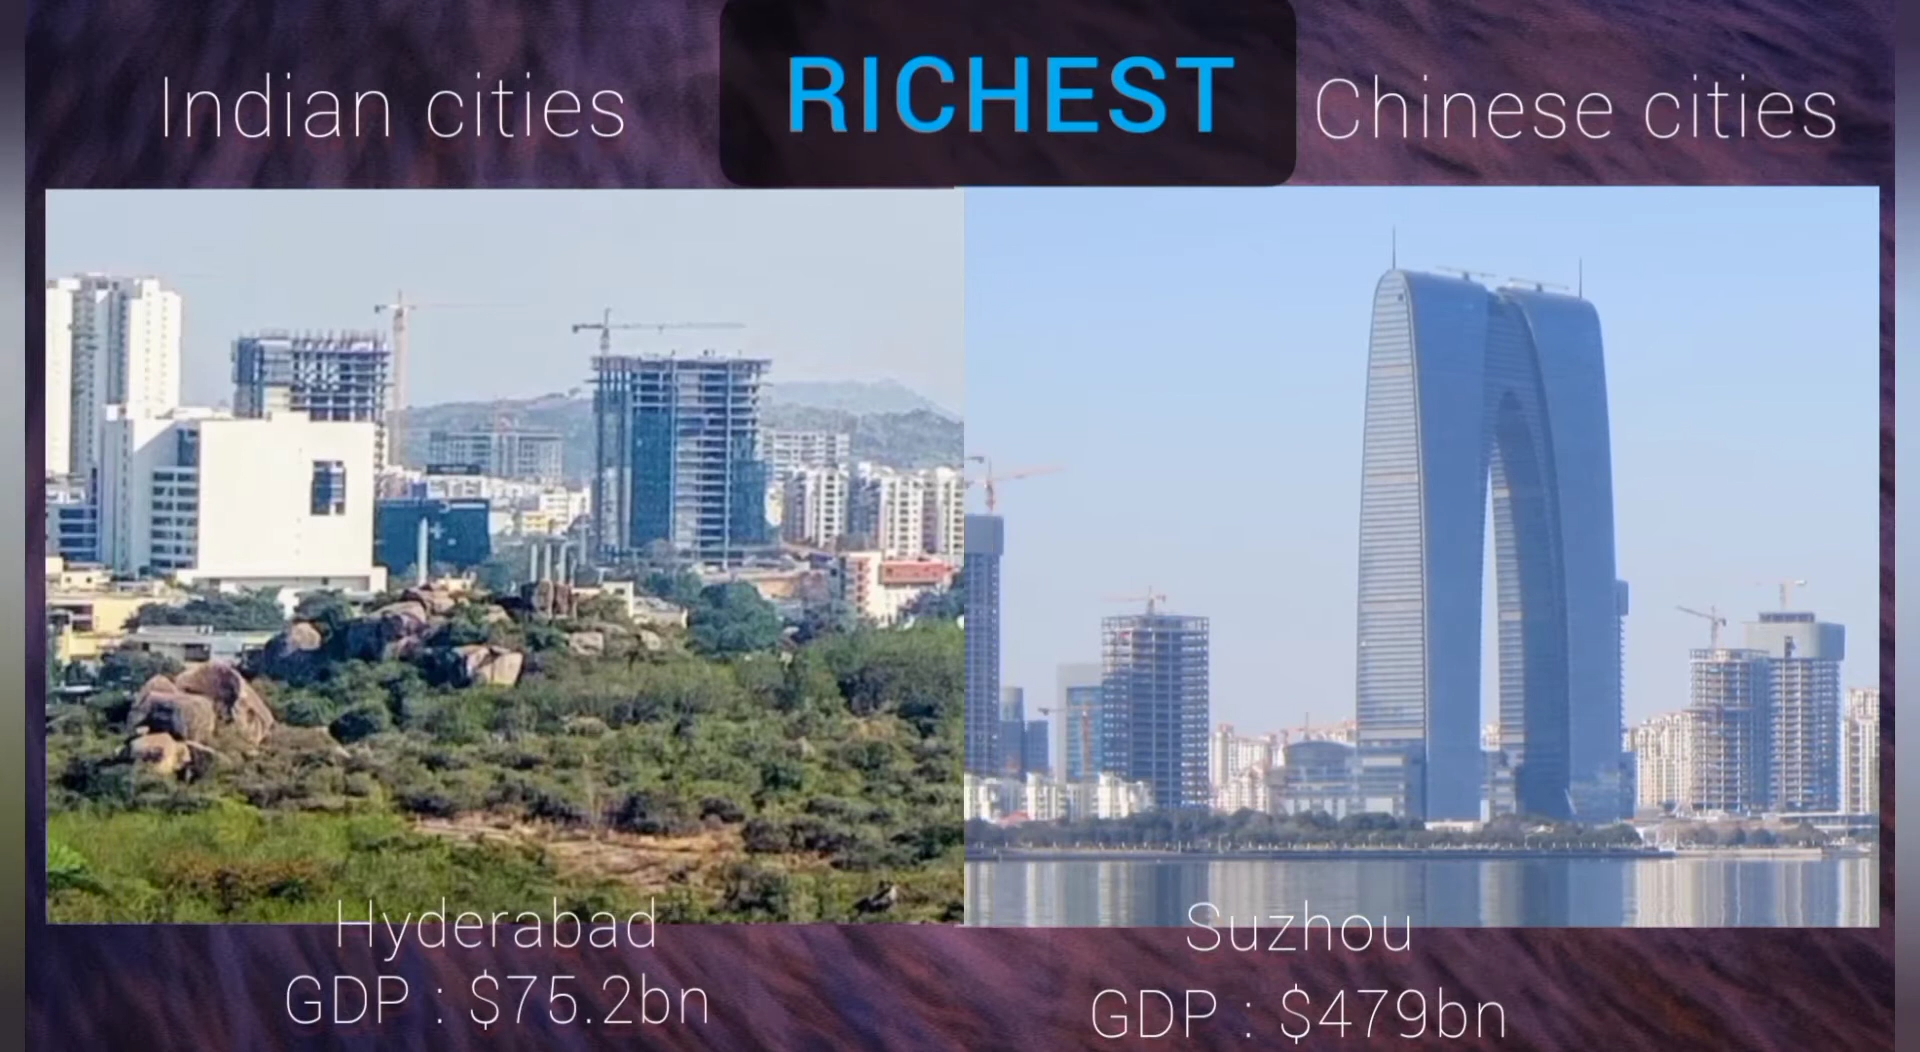 Indian cities
RICHEST
Chinese cities
Hyderabad
GDP : $75.2bn
Suzhou
GDP : $479bn